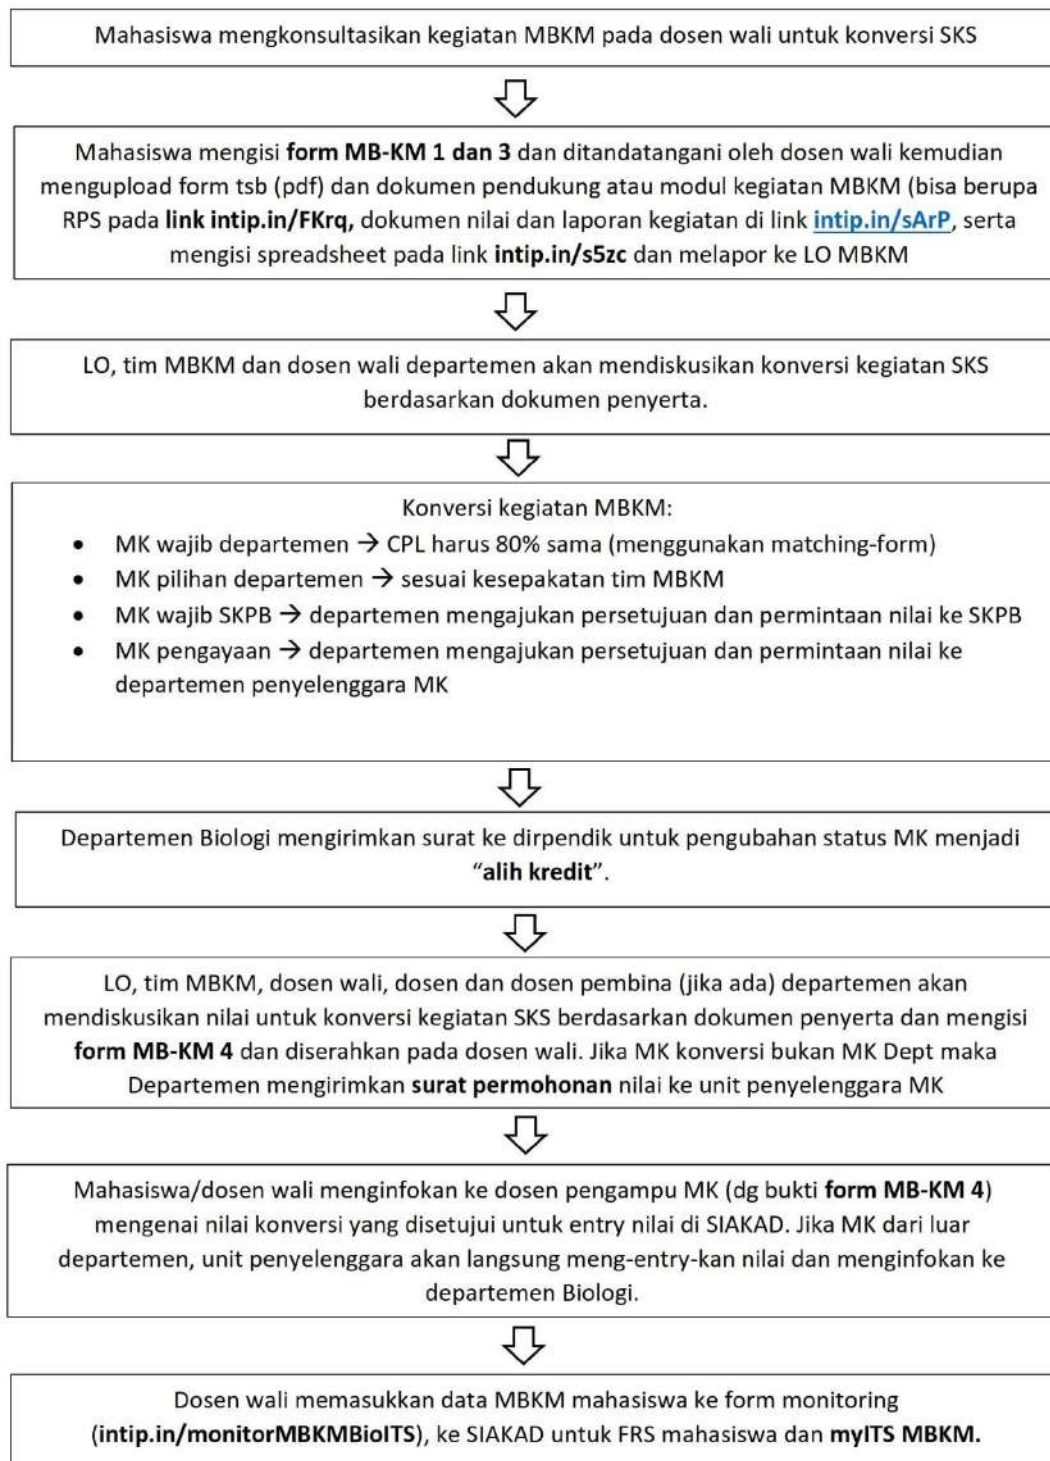 Mahasiswa mengkonsultasikan kegiatan MBKM pada dosen wali untuk konversi SKS
Mahasiswa mengisi form MB-KM 1 dan 3 dan ditandatangani oleh dosen wali kemudian
mengupload form tsb (pdf) dan dokumen pendukung atau modul kegiatan MBKM (bisa berupa
RPS pada link intip.in/FKrq, dokumen nilai dan laporan kegiatan di link intip.in/sArP, serta
mengisi spreadsheet pada link intip.in/s5zc dan melapor ke LO MBKM
LO, tim MBKM dan dosen wali departemen akan mendiskusikan konversi kegiatan SKS
berdasarkan dokumen penyerta.
Konversi kegiatan MBKM:
• MK wajib departemen → CPL harus 80% sama (menggunakan matching-form)
• MK pilihan departemen → sesuai kesepakatan tim MBKM
• MK wajib SKPB → departemen mengajukan persetujuan dan permintaan nilai ke SKPB
• MK pengayaan → departemen mengajukan persetujuan dan permintaan nilai ke
departemen penyelenggara MK
Departemen Biologi mengirimkan surat ke dirpendik untuk pengubahan status MK menjadi
“alih kredit”.
LO, tim MBKM, dosen wali, dosen dan dosen pembina (jika ada) departemen akan
mendiskusikan nilai untuk konversi kegiatan SKS berdasarkan dokumen penyerta dan mengisi
form MB-KM 4 dan diserahkan pada dosen wali. Jika MK konversi bukan MK Dept maka
Departemen mengirimkan surat permohonan nilai ke unit penyelenggara MK
Mahasiswa/dosen wali menginfokan ke dosen pengampu MK (dg bukti form MB-KM 4)
mengenai nilai konversi yang disetujui untuk entry nilai di SIAKAD. Jika MK dari luar
departemen, unit penyelenggara akan langsung meng-entry-kan nilai dan menginfokan ke
departemen Biologi.
Dosen wali memasukkan data MBKM mahasiswa ke form monitoring
(intip.in/monitorMBKMBioITS), ke SIAKAD untuk FRS mahasiswa dan myITS MBKM.